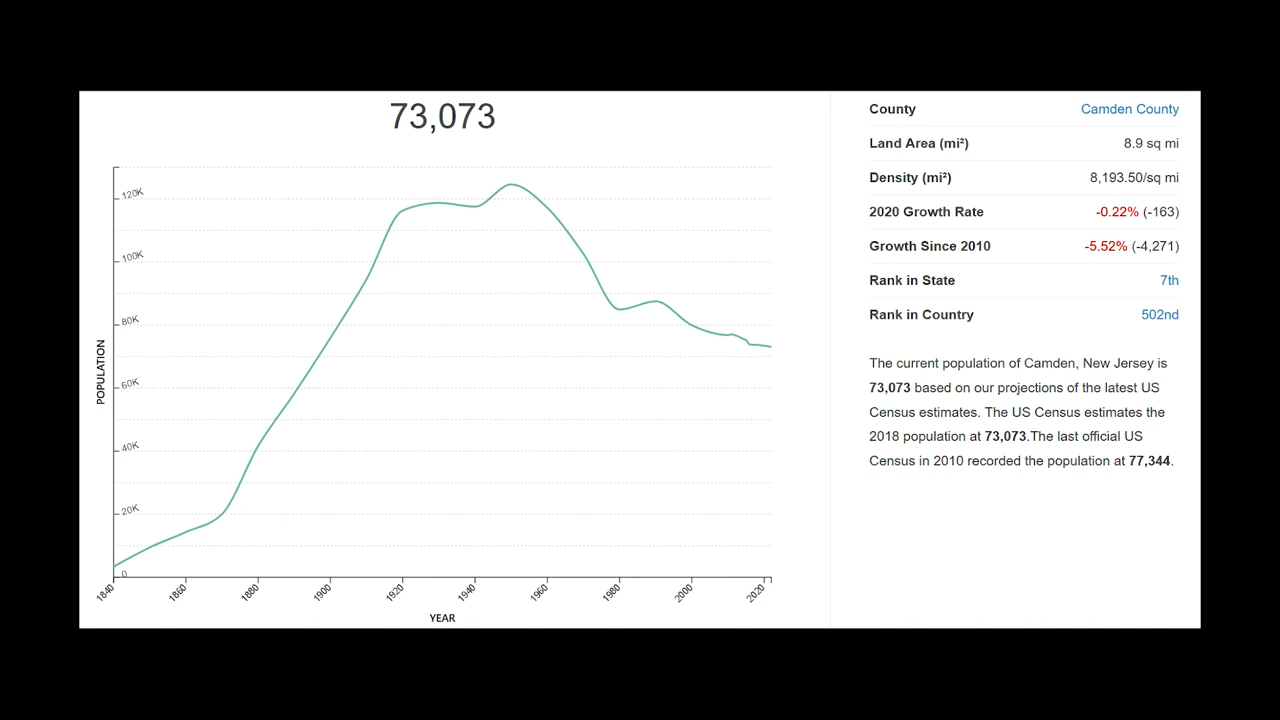 73,073
120K
100K
80K
60K
40K
20K
0
POPULATION
1840 1860 1880 1900 1920 1940 1960 1980 2000 2020
YEAR
County Camden County
Land Area (mi²) 8.9 sq mi
Density (mi²) 8,193.50/sq mi
2020 Growth Rate -0.22% (-163)
Growth Since 2010 -5.52% (-4,271)
Rank in State 7th
Rank in Country 502nd
The current population of Camden, New Jersey is
73,073 based on our projections of the latest US
Census estimates. The US Census estimates the
2018 population at 73,073.The last official US
Census in 2010 recorded the population at 77,344.